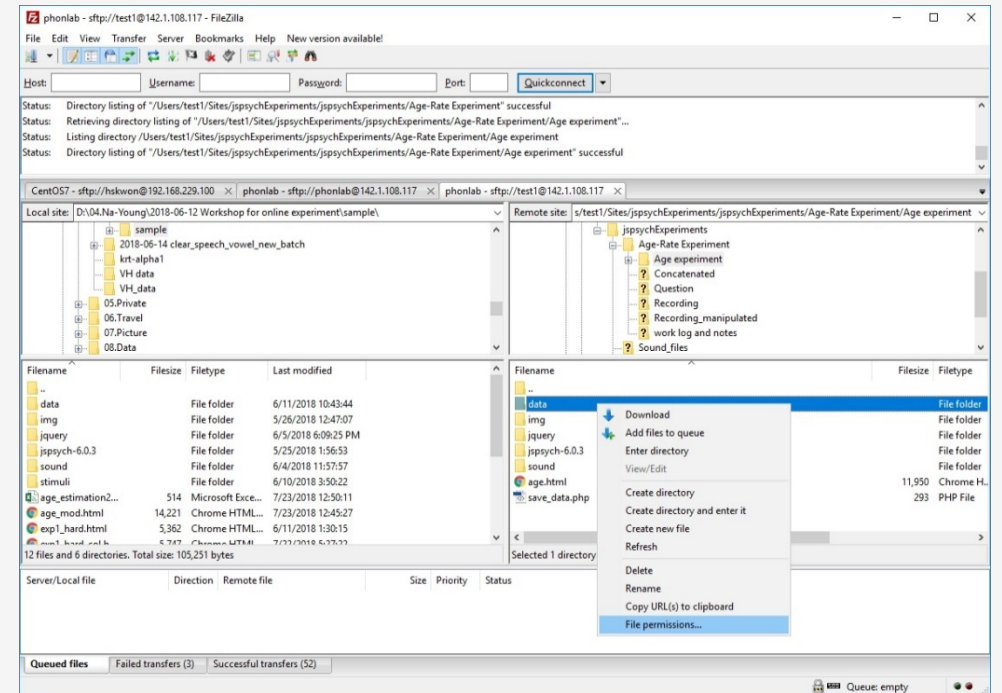 phonlab - sftp://test1@142.1.108.117 - FileZilla
File Edit View Transfer Server Bookmarks Help New version available!
Host: Username: Password: Port: Quickconnect
Status: Directory listing of "/Users/test1/Sites/jspsychExperiments/jspsychExperiments/Age-Rate Experiment" successful
Status: Retrieving directory listing of "/Users/test1/Sites/jspsychExperiments/jspsychExperiments/Age-Rate Experiment/Age experiment"...
Status: Listing directory /Users/test1/Sites/jspsychExperiments/jspsychExperiments/Age-Rate Experiment/Age experiment
Status: Directory listing of "/Users/test1/Sites/jspsychExperiments/jspsychExperiments/Age-Rate Experiment/Age experiment" successful
CentOS7 - sftp://hskwon@192.168.229.100 phonlab - sftp://phonlab@142.1.108.117 phonlab - sftp://test1@142.1.108.117
Local site: D:\04.Na-Young\2018-06-12 Workshop for online experiment\sample\
sample
2018-06-14 clear_speech_vowel_new_batch
krt-alpha1
VH data
VH_data
05.Private
06.Travel
07.Picture
08.Data
Remote site: s/test1/Sites/jspsychExperiments/jspsychExperiments/Age-Rate Experiment/Age experiment
jspsychExperiments
Age-Rate Experiment
Age experiment
? Concatenated
? Question
? Recording
? Recording_manipulated
? work log and notes
? Sound_files
Filename Filesize Filetype Last modified
..
data File folder 6/11/2018 10:43:44
img File folder 5/26/2018 12:47:07
jquery File folder 6/5/2018 6:09:25 PM
jspsych-6.0.3 File folder 5/25/2018 1:56:53
sound File folder 6/4/2018 11:57:57
stimuli File folder 6/10/2018 3:50:22
age_estimation2... 514 Microsoft Exce... 7/23/2018 12:50:11
age_mod.html 14,221 Chrome HTML... 7/23/2018 12:45:27
exp1_hard.html 5,362 Chrome HTML... 6/11/2018 1:30:15
12 files and 6 directories. Total size: 105,251 bytes
Filename Filesize Filetype
..
data File folder
img File folder
jquery File folder
jspsych-6.0.3 File folder
sound File folder
age.html 11,950 Chrome H..
save_data.php 293 PHP File
Selected 1 directory
Download
Add files to queue
Enter directory
View/Edit
Create directory
Create directory and enter it
Create new file
Refresh
Delete
Rename
Copy URL(s) to clipboard
File permissions...
Server/Local file Direction Remote file Size Priority Status
Queued files Failed transfers (3) Successful transfers (52)
Queue: empty